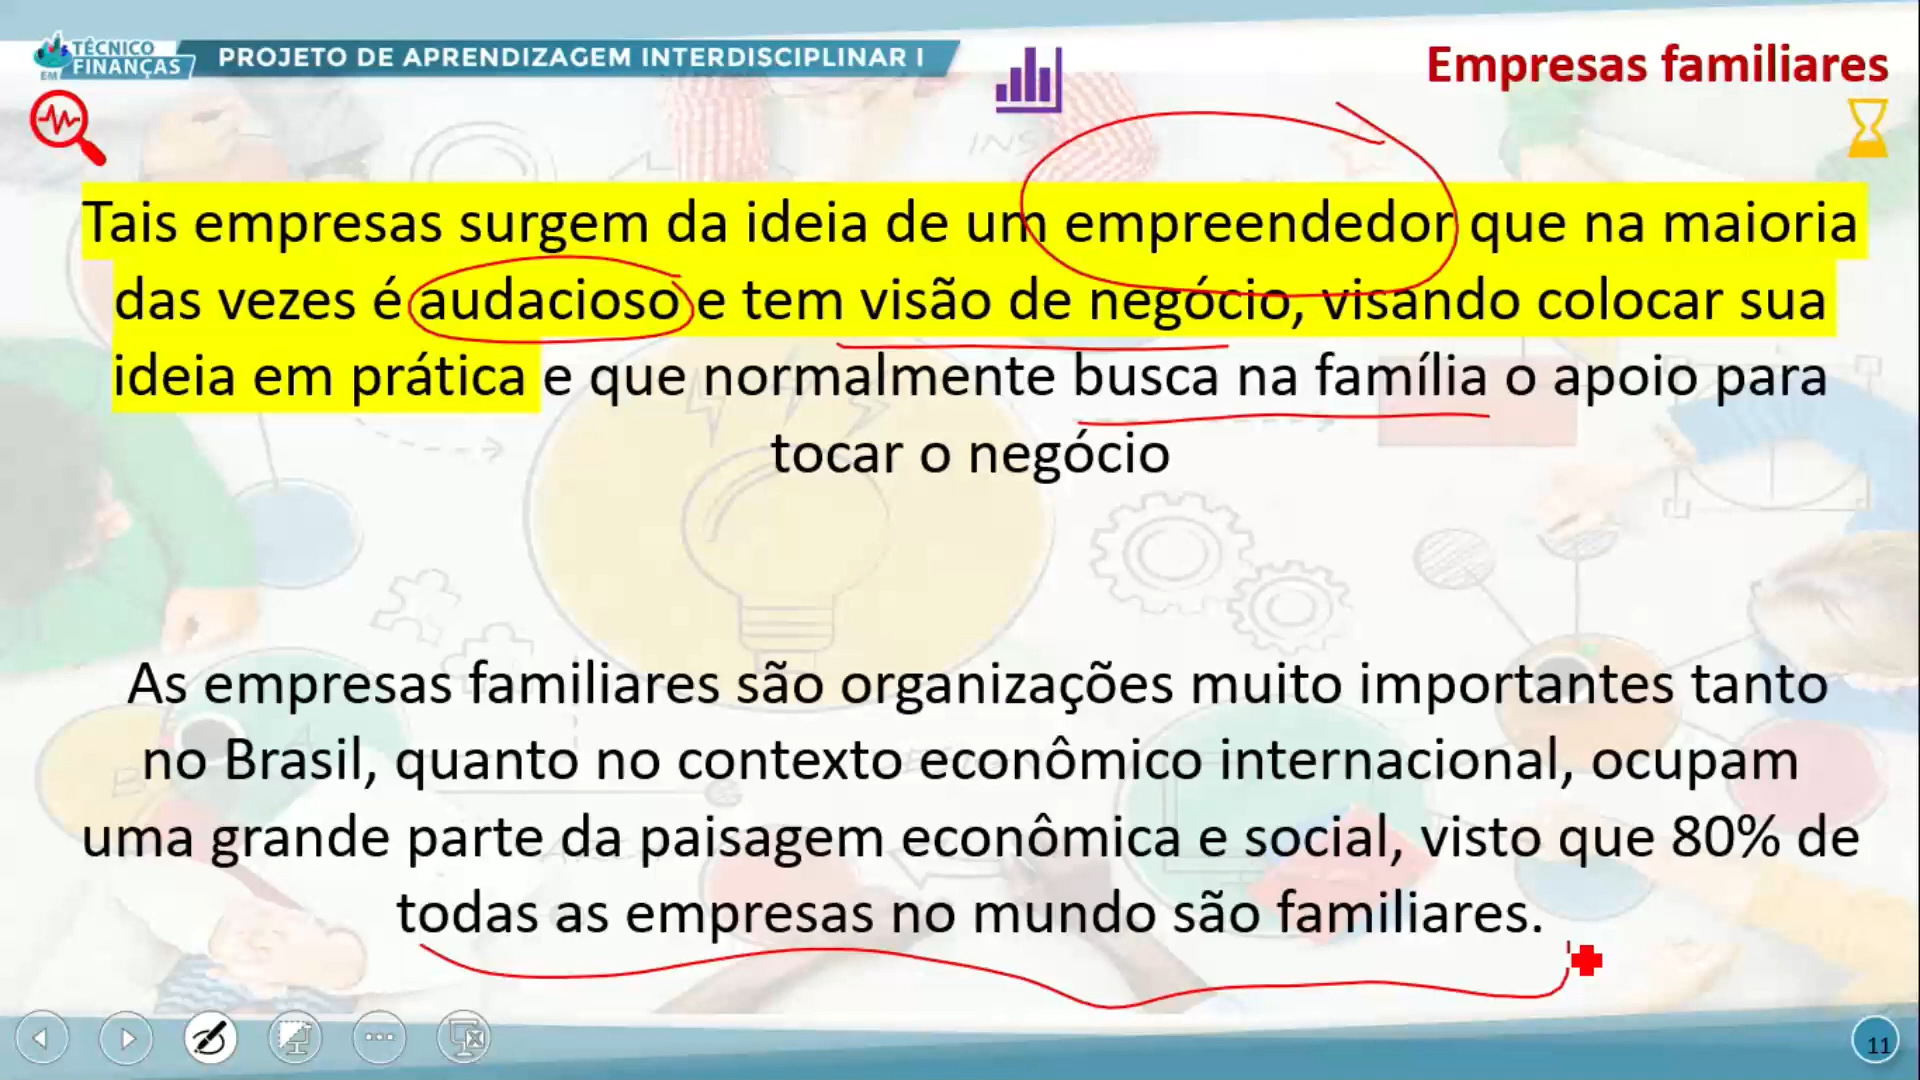 TÉCNICO
EM FINANÇAS
PROJETO DE APRENDIZAGEM INTERDISCIPLINAR I
Empresas familiares
Tais empresas surgem da ideia de um empreendedor que na maioria
das vezes é audacioso e tem visão de negócio, visando colocar sua
ideia em prática e que normalmente busca na família o apoio para
tocar o negócio
As empresas familiares são organizações muito importantes tanto
no Brasil, quanto no contexto econômico internacional, ocupam
uma grande parte da paisagem econômica e social, visto que 80% de
todas as empresas no mundo são familiares.
11